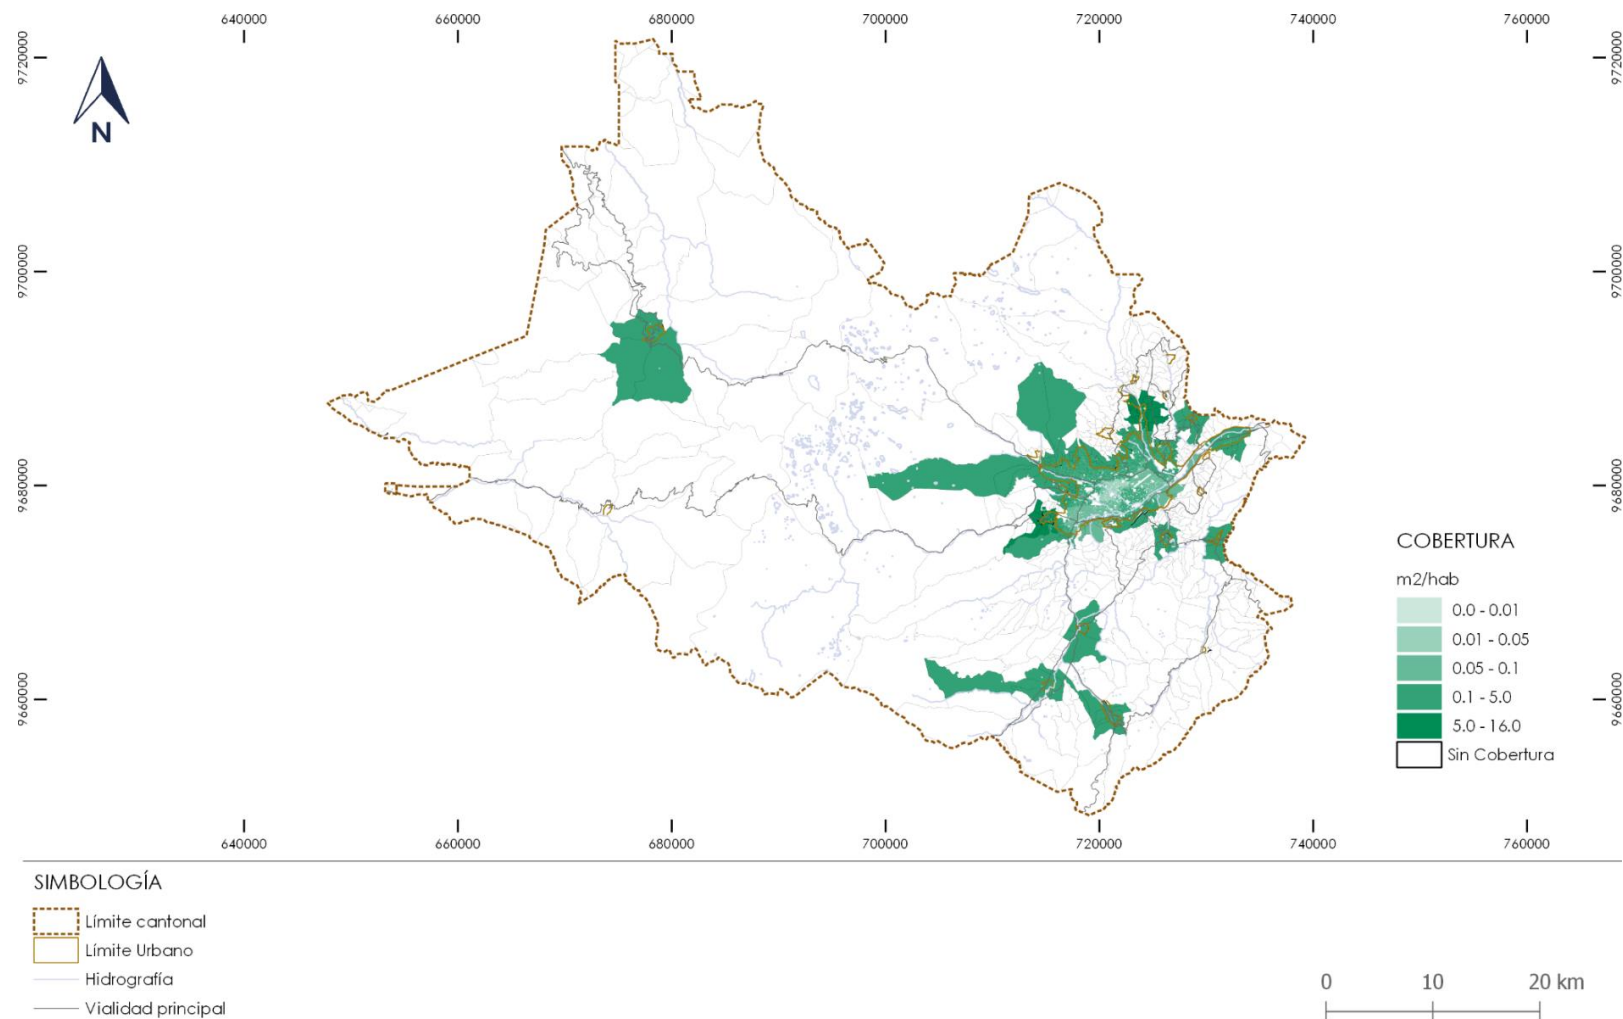 640000 660000 680000 700000 720000 740000 760000
9720000 9720000
N
9700000 9700000
9680000 9680000
9660000 9660000
COBERTURA
m2/hab
0.0 - 0.01
0.01 - 0.05
0.05 - 0.1
0.1 - 5.0
5.0 - 16.0
Sin Cobertura
640000 660000 680000 700000 720000 740000 760000
SIMBOLOGÍA
Límite cantonal
Límite Urbano
Hidrografía
Vialidad principal
0 10 20 km